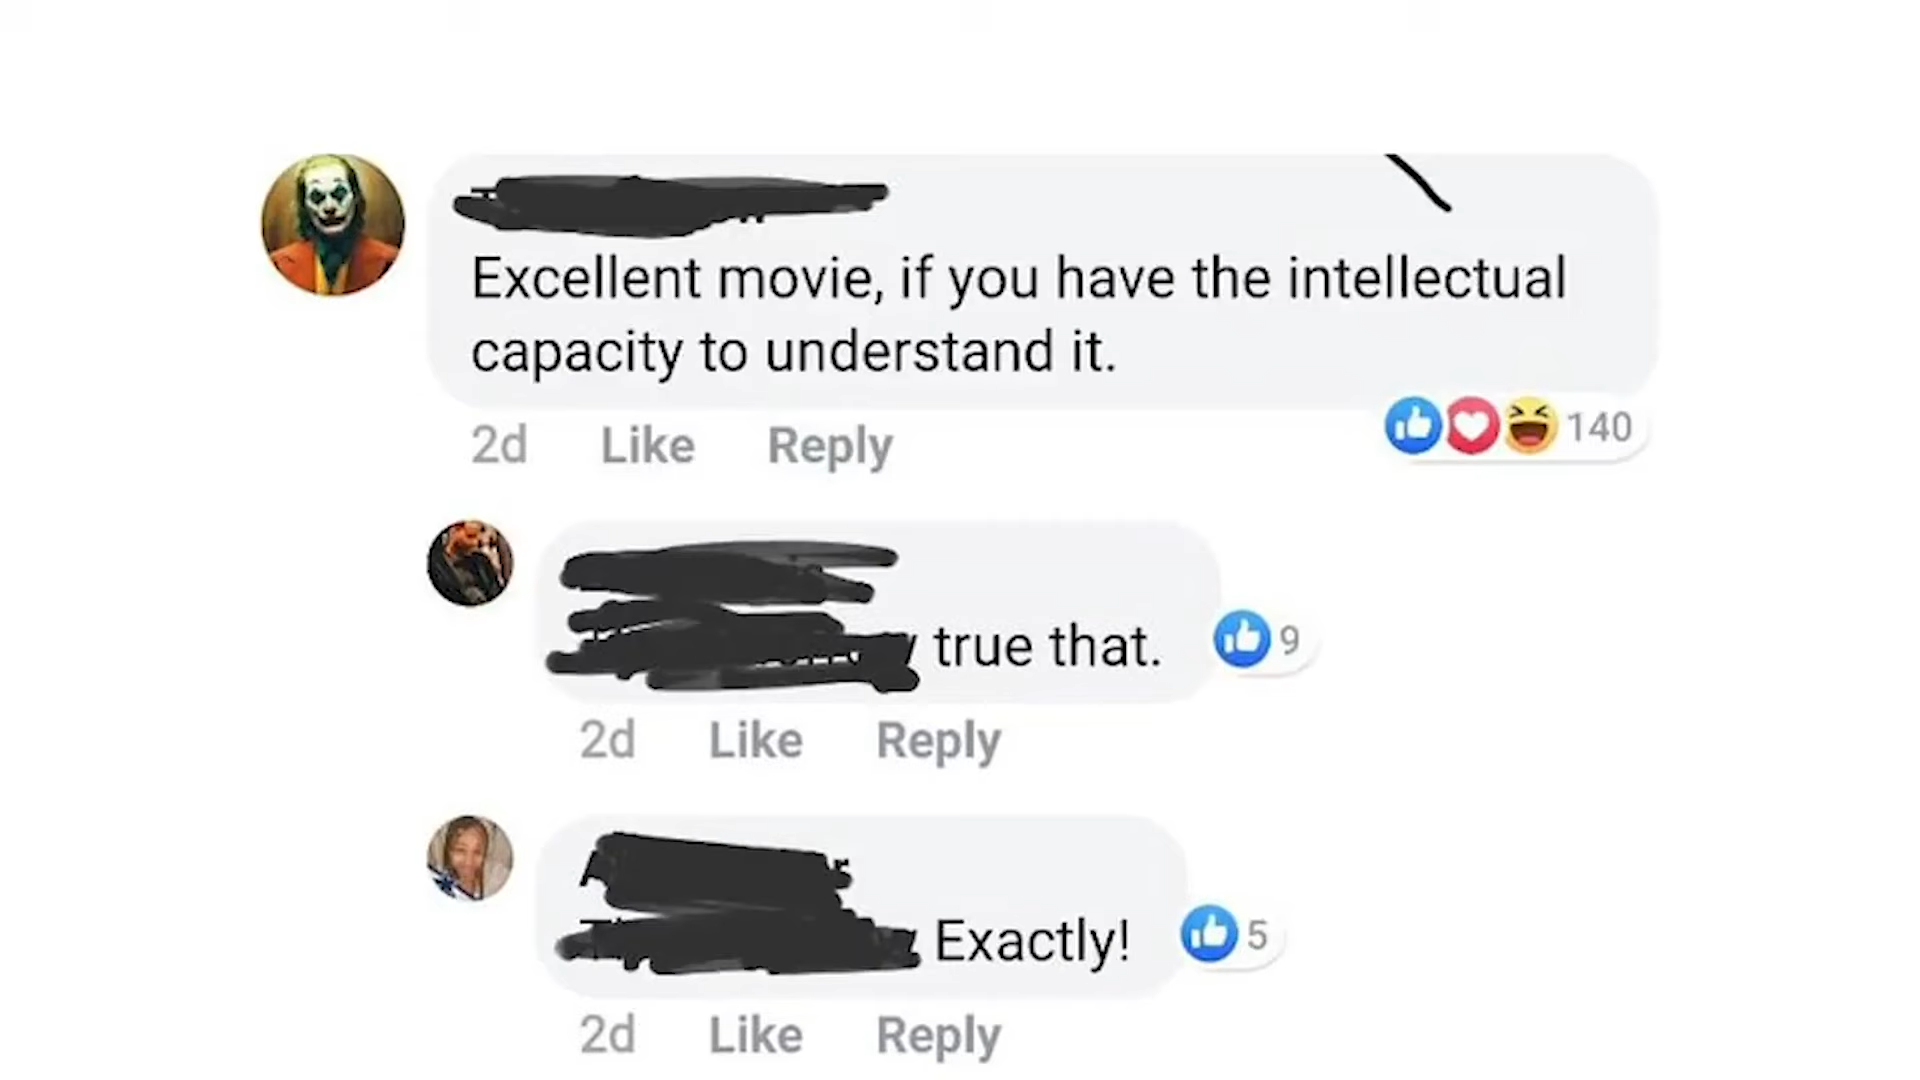 Excellent movie, if you have the intellectual
capacity to understand it.
2d Like Reply 140
true that. 9
2d Like Reply
Exactly! 5
2d Like Reply